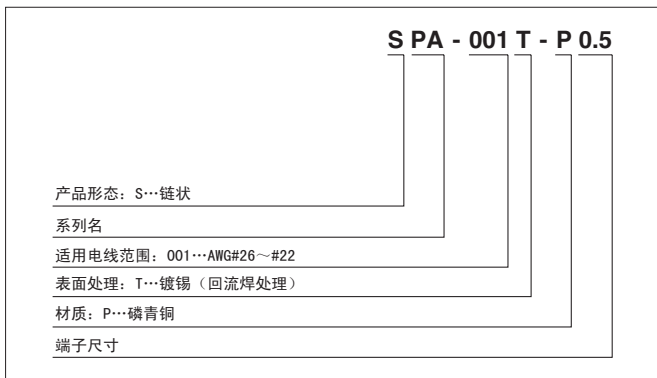 S PA - 001 T - P 0.5
产品形态：S…链状
系列名
适用电线范围：001…AWG#26～#22
表面处理：T…镀锡（回流焊处理）
材质：P…磷青铜
端子尺寸